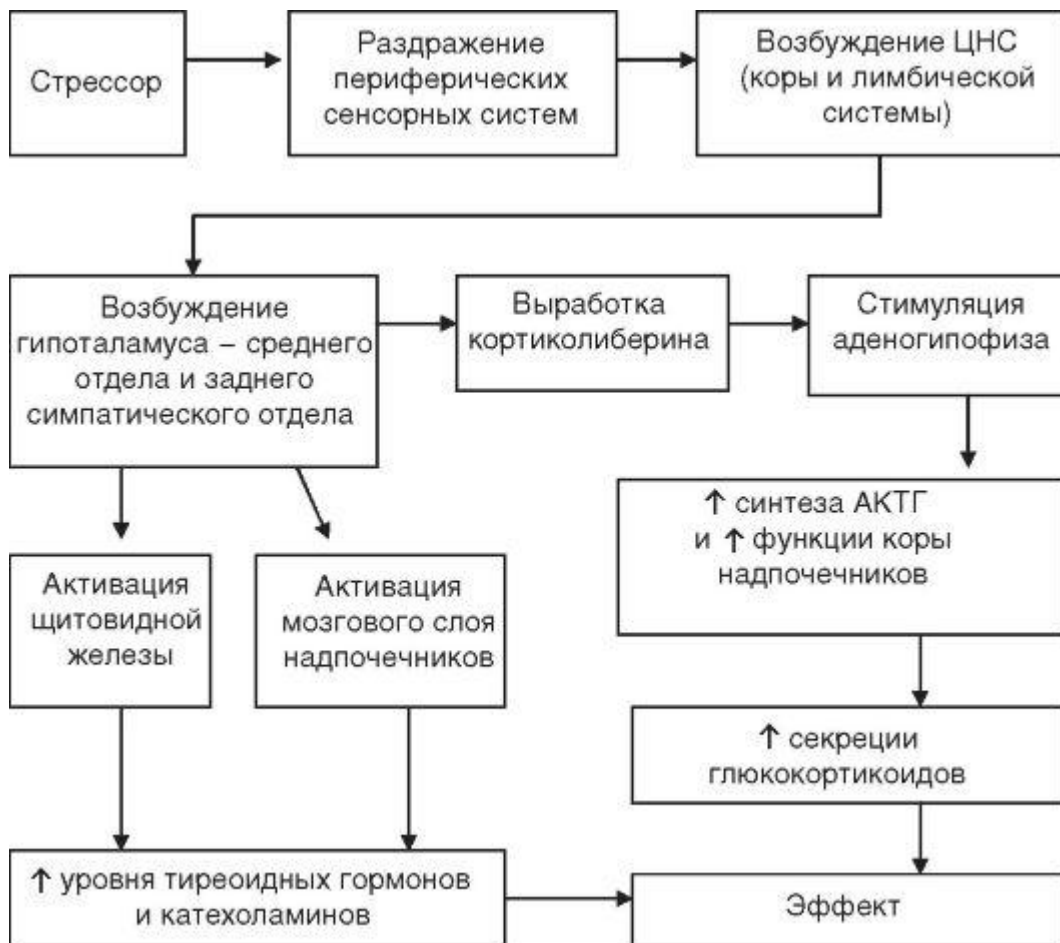 Стрессор
Раздражение
периферических
сенсорных систем
Возбуждение ЦНС
(коры и лимбической
системы)
Возбуждение
гипоталамуса – среднего
отдела и заднего
симпатического отдела
Выработка
кортиколиберина
Стимуляция
аденогипофиза
↑ синтеза АКТГ
и ↑ функции коры
надпочечников
Активация
щитовидной
железы
Активация
мозгового слоя
надпочечников
↑ секреции
глюкокортикоидов
↑ уровня тиреоидных гормонов
и катехоламинов
Эффект